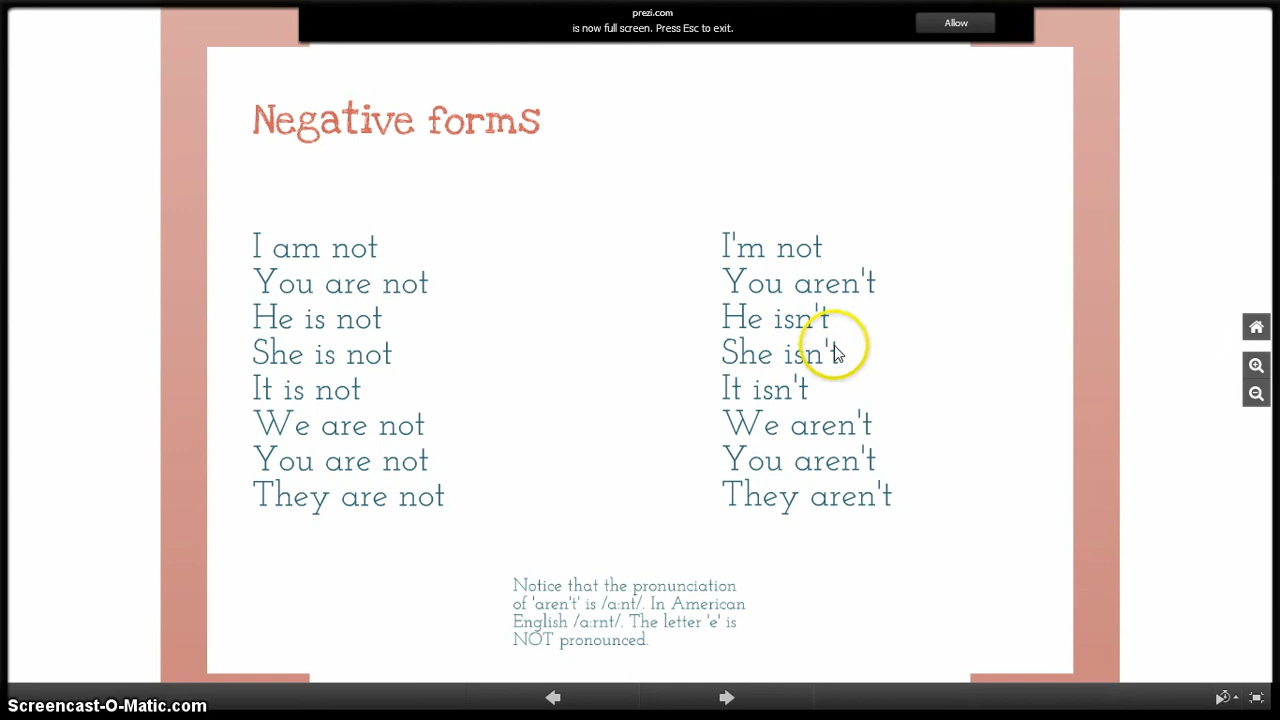 prezi.com
is now full screen. Press Esc to exit.
Allow
Negative forms
I am not
You are not
He is not
She is not
It is not
We are not
You are not
They are not
I'm not
You aren't
He isn't
She isn't
It isn't
We aren't
You aren't
They aren't
Notice that the pronunciation
of 'aren't' is /a:nt/. In American
English /a:rnt/. The letter 'e' is
NOT pronounced.
Screencast-O-Matic.com